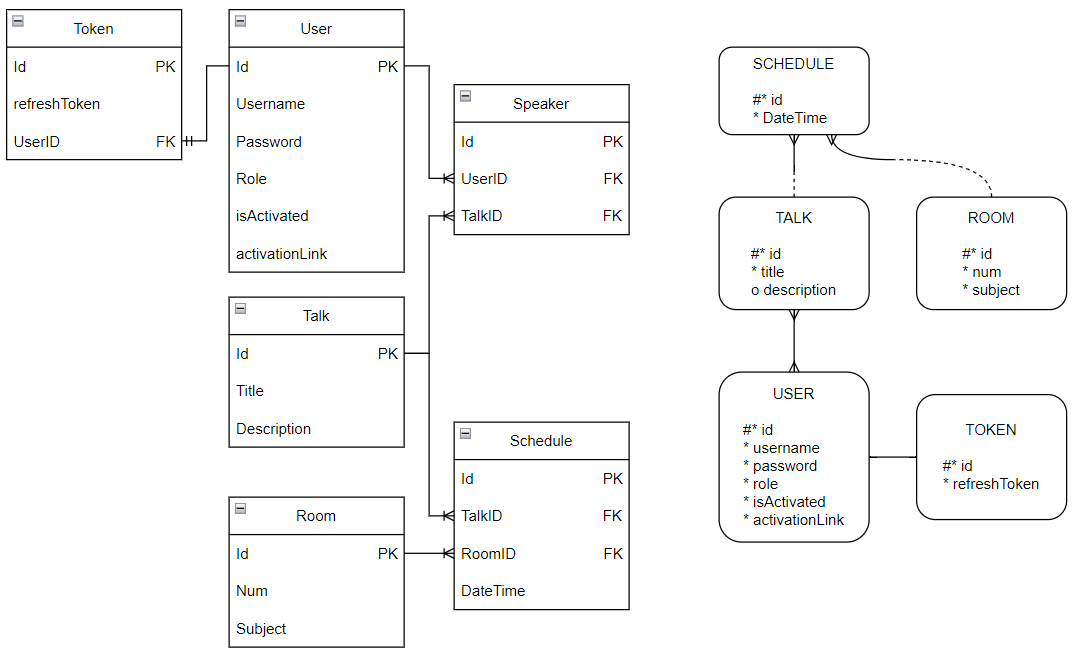 Token
Id PK
refreshToken
UserID FK
User
Id PK
Username
Password
Role
isActivated
activationLink
Speaker
Id PK
UserID FK
TalkID FK
Talk
Id PK
Title
Description
Schedule
Id PK
TalkID FK
RoomID FK
DateTime
Room
Id PK
Num
Subject
SCHEDULE
#* id
* DateTime
TALK
#* id
* title
o description
ROOM
#* id
* num
* subject
USER
#* id
* username
* password
* role
* isActivated
* activationLink
TOKEN
#* id
* refreshToken